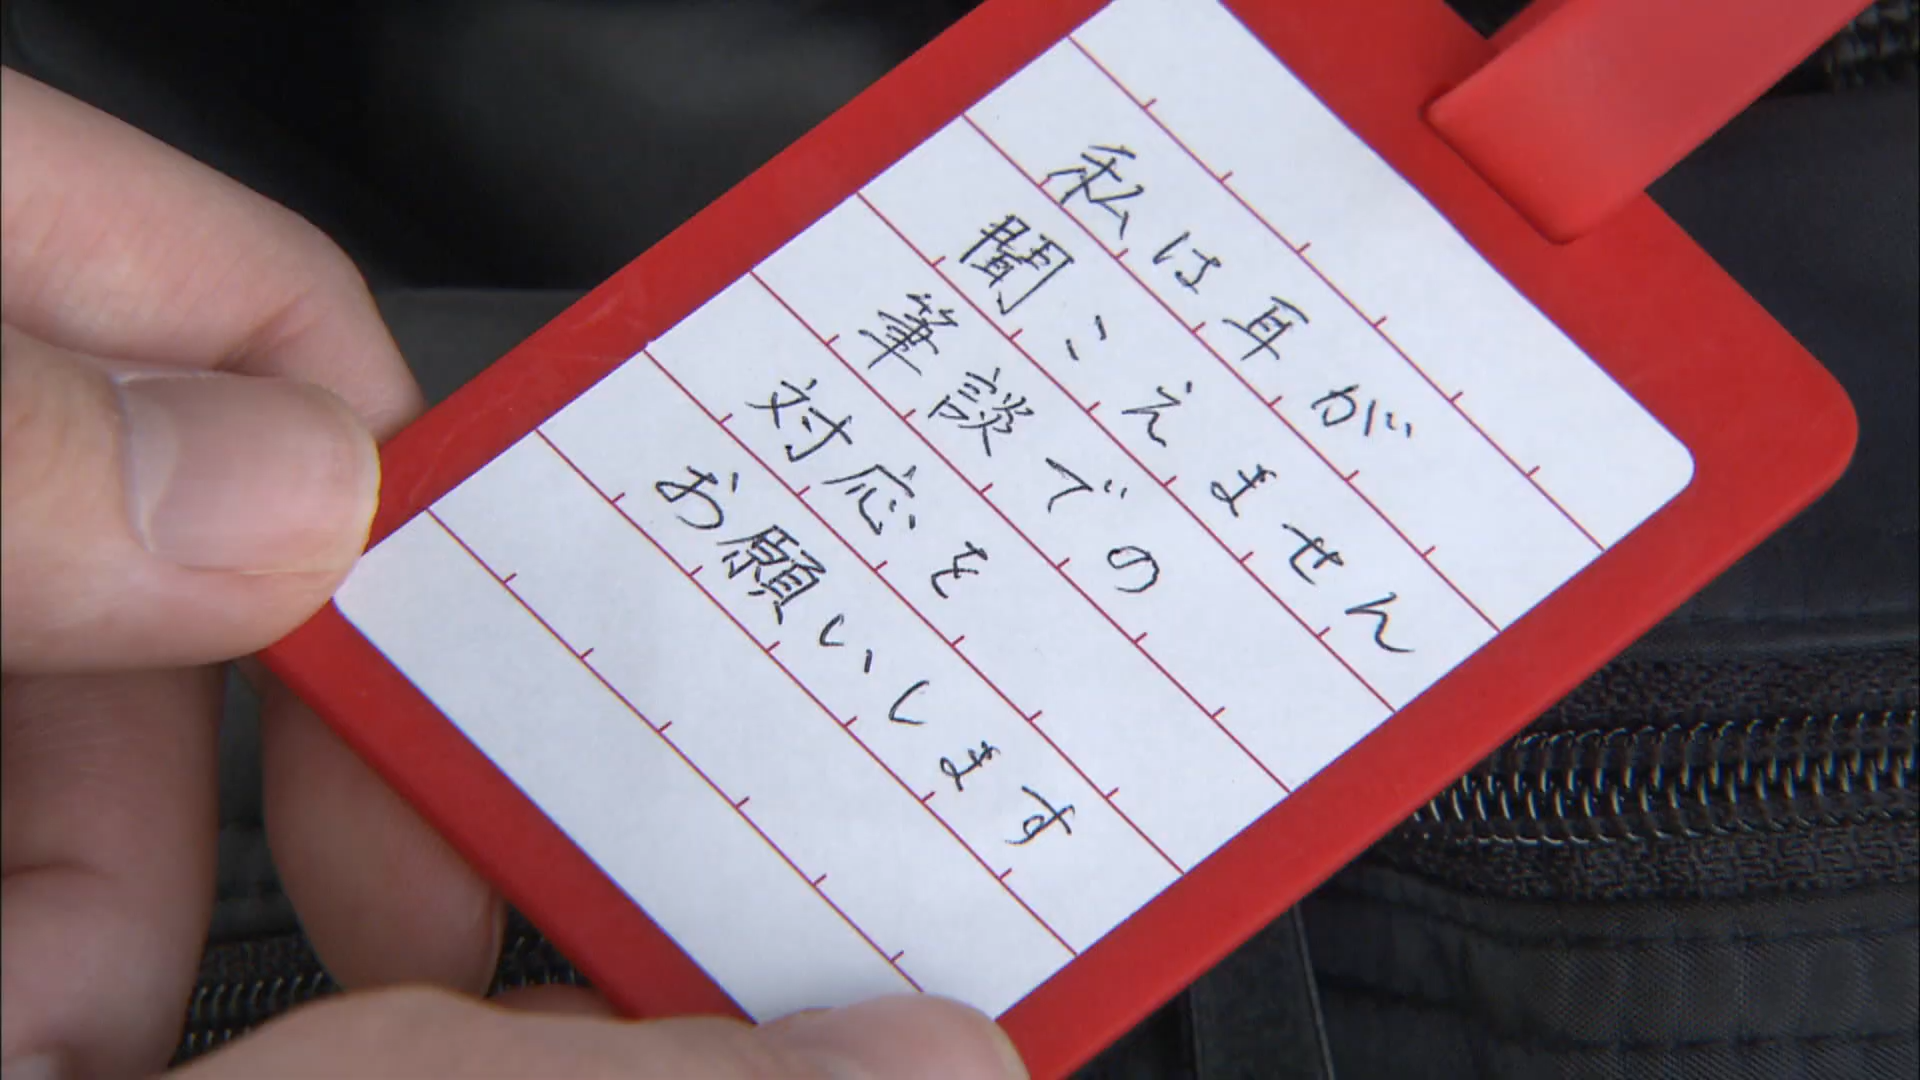 私は耳が
聞こえません
筆談での
対応を
お願いします